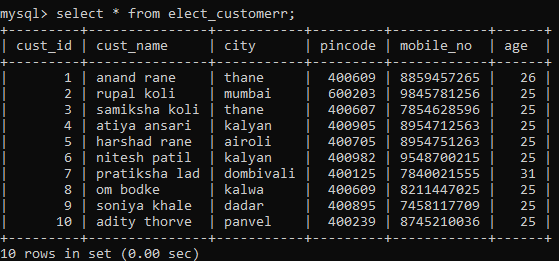 mysql> select * from elect_customerr;
+---------+---------------+-----------+---------+------------+------+
| cust_id | cust_name     | city      | pincode | mobile_no  | age  |
+---------+---------------+-----------+---------+------------+------+
|       1 | anand rane    | thane     |  400609 | 8859457265 |   26 |
|       2 | rupal koli    | mumbai    |  600203 | 9845781256 |   25 |
|       3 | samiksha koli | thane     |  400607 | 7854628596 |   25 |
|       4 | atiya ansari  | kalyan    |  400905 | 8954712563 |   25 |
|       5 | harshad rane  | airoli    |  400705 | 8954751263 |   25 |
|       6 | nitesh patil  | kalyan    |  400982 | 9548700215 |   25 |
|       7 | pratiksha lad | dombivali |  400125 | 7840021555 |   31 |
|       8 | om bodke      | kalwa     |  400609 | 8211447025 |   25 |
|       9 | soniya khale  | dadar     |  400895 | 7458117709 |   25 |
|      10 | adity thorve  | panvel    |  400239 | 8745210036 |   25 |
+---------+---------------+-----------+---------+------------+------+
10 rows in set (0.00 sec)